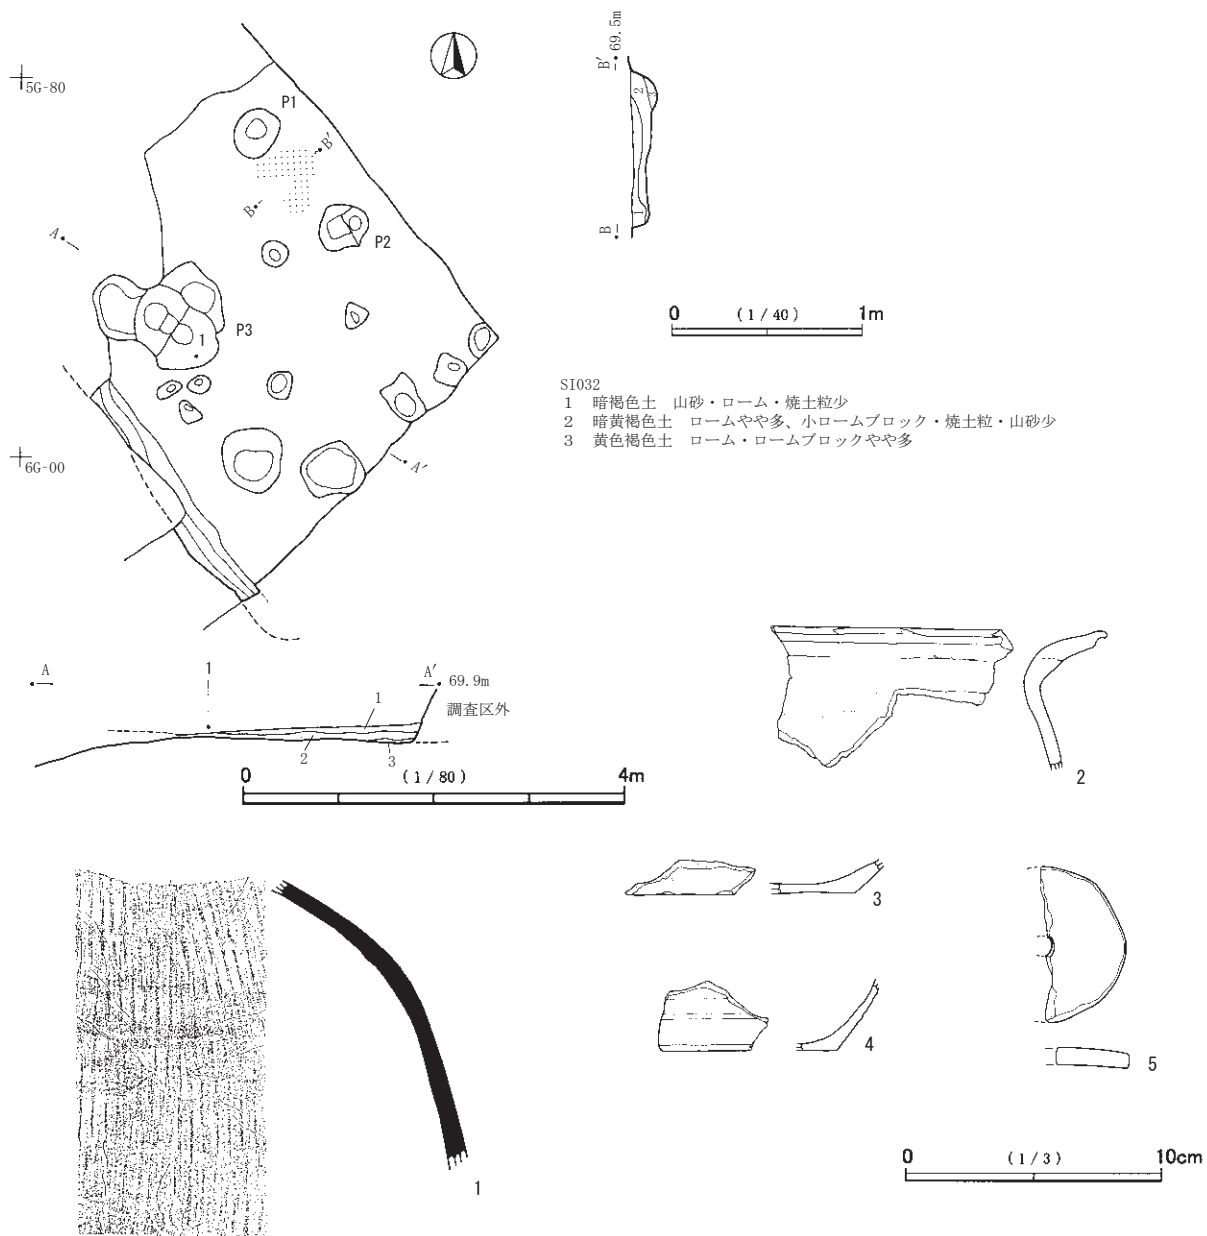 5G-80
P1
B'
B
A
P2
P3
1
6G-00
A'
B' 69.5m
2
3
1
B
0 (1/40) 1m
SI032
1 暗褐色土 山砂・ローム・焼土粒少
2 暗黄褐色土 ロームやや多、小ロームブロック・焼土粒・山砂少
3 黄色褐色土 ローム・ロームブロックやや多
A
1
A' 69.9m
1
調査区外
2
3
0 (1/80) 4m
2
1
3
4
5
0 (1/3) 10cm